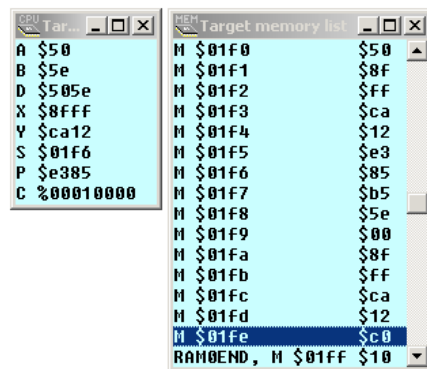 CPU Tar...
A $50
B $5e
D $505e
X $8fff
Y $ca12
S $01f6
P $e385
C %00010000
MEM Target memory list
M $01f0 $50
M $01f1 $8f
M $01f2 $ff
M $01f3 $ca
M $01f4 $12
M $01f5 $e3
M $01f6 $85
M $01f7 $b5
M $01f8 $5e
M $01f9 $00
M $01fa $8f
M $01fb $ff
M $01fc $ca
M $01fd $12
M $01fe $c0
RAM0END, M $01ff $10